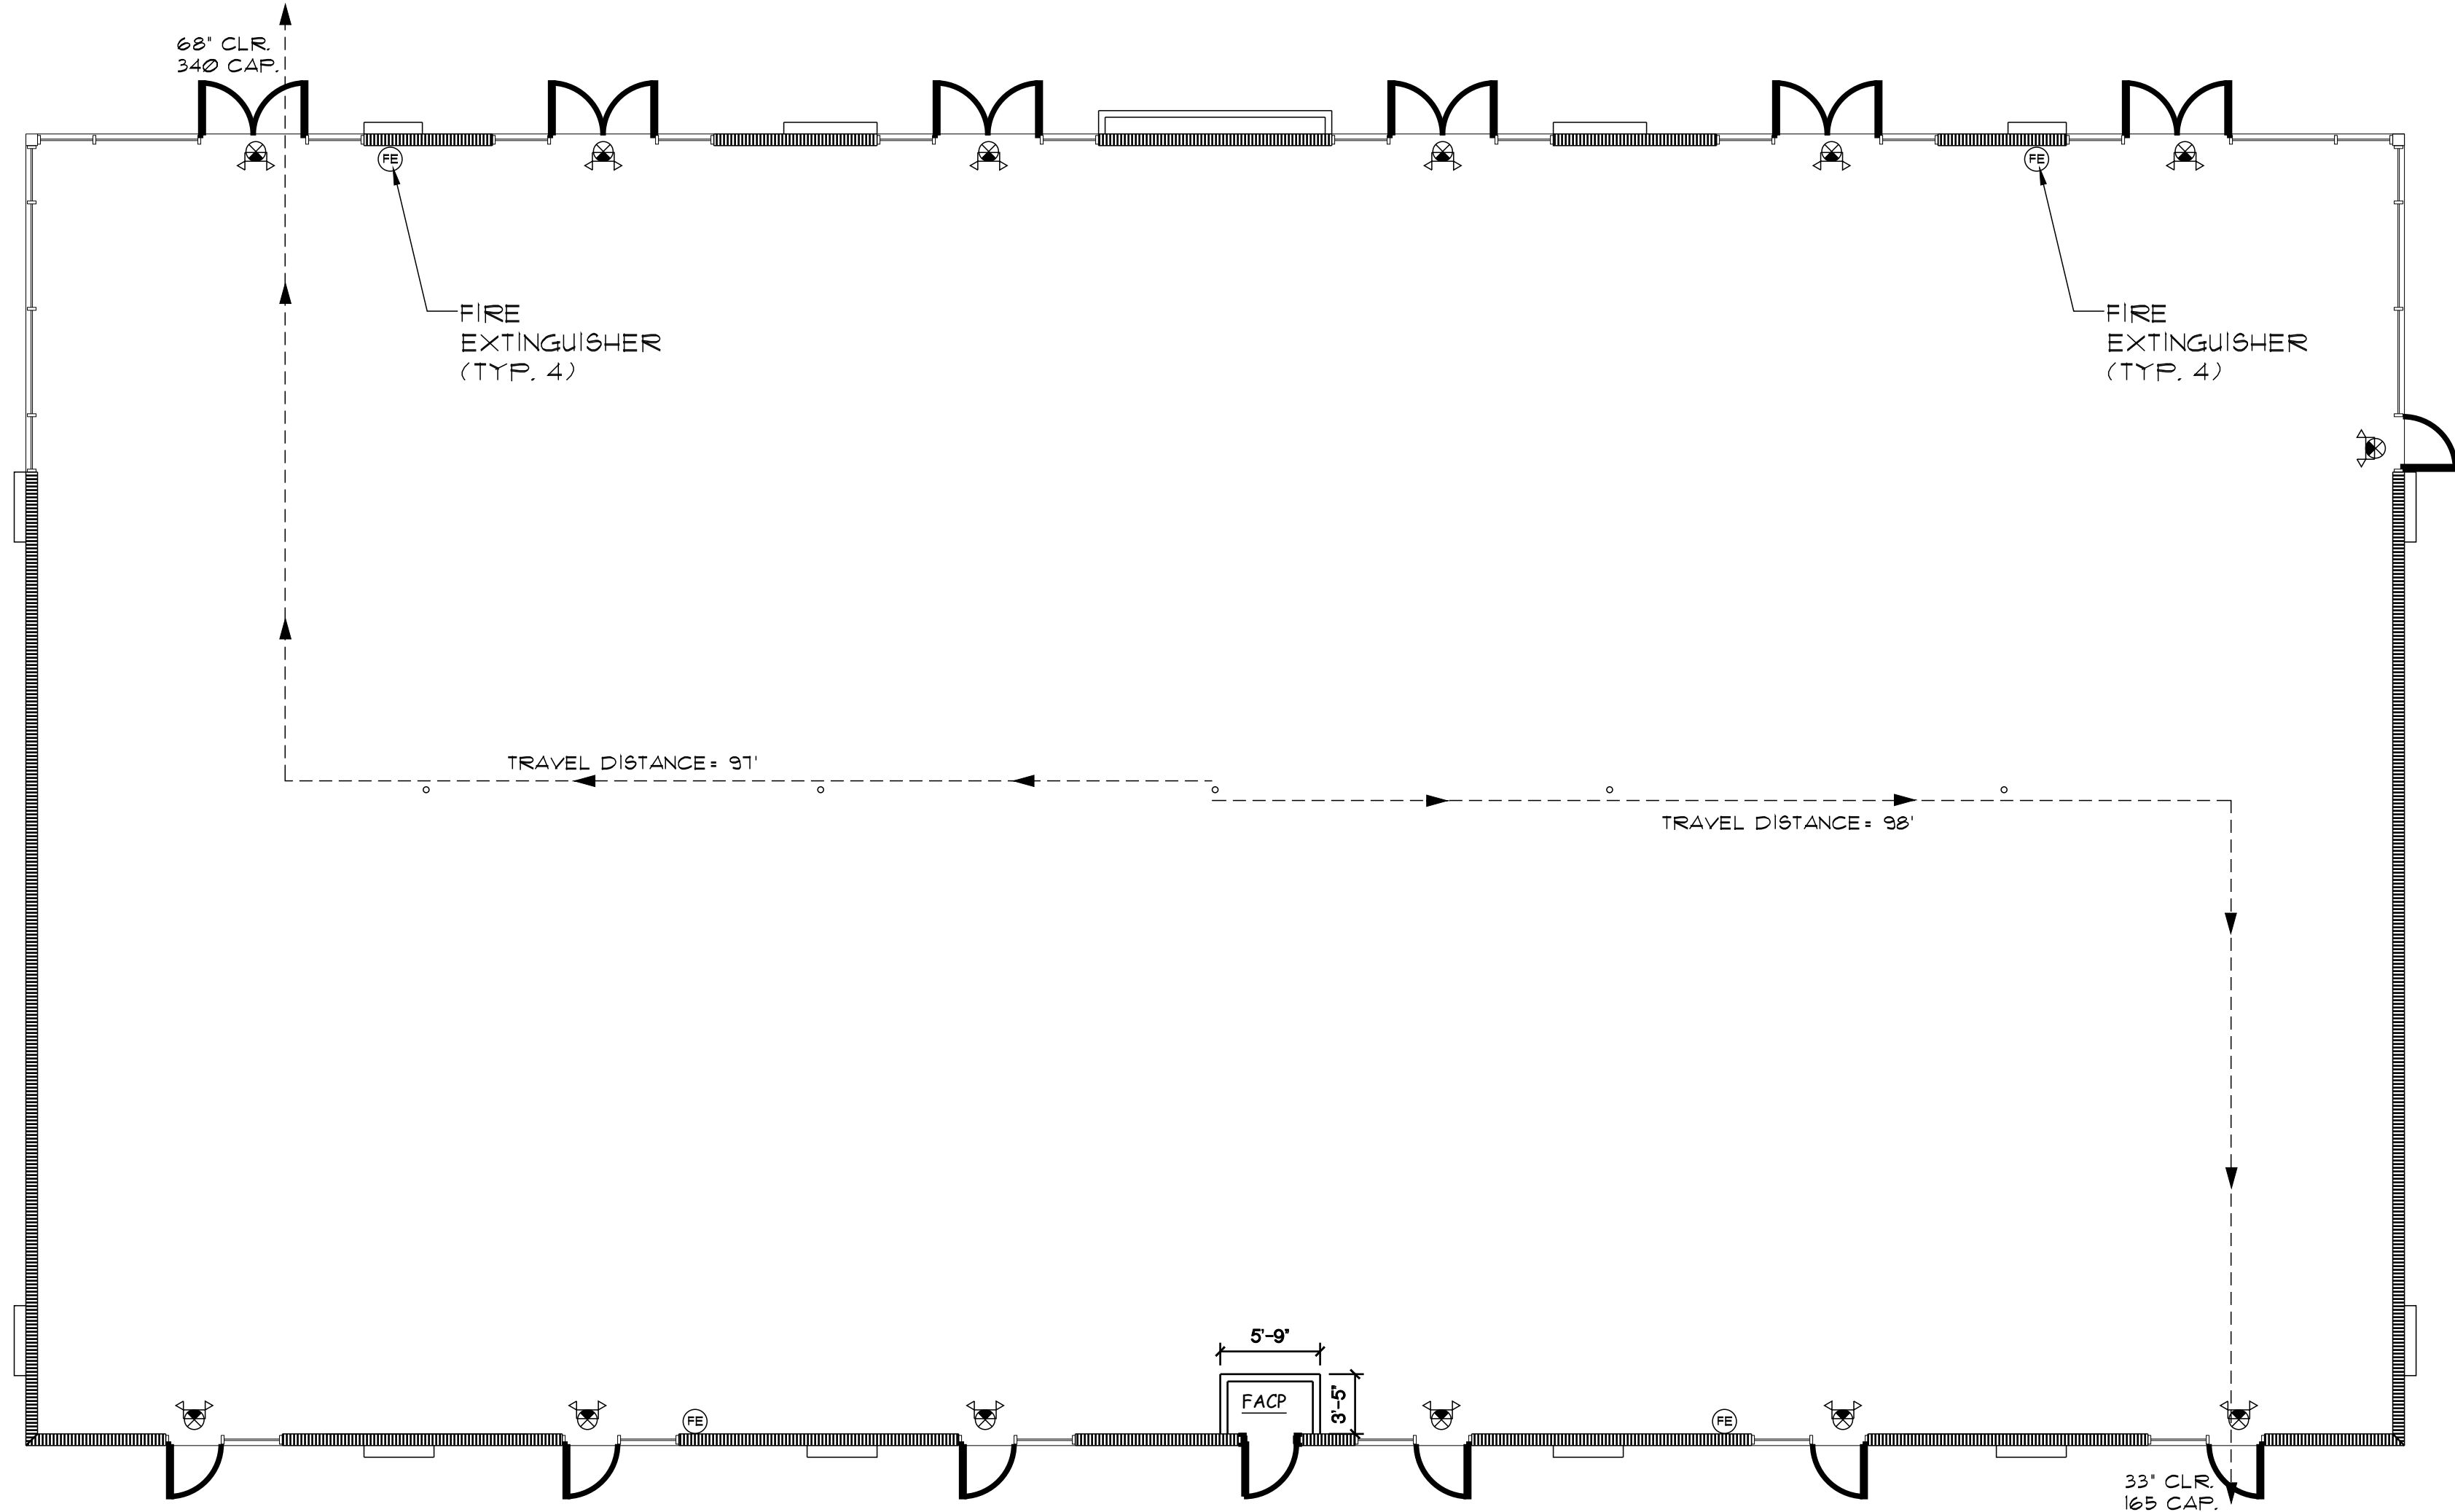 68" CLR.
340 CAP.
FE
FE
FIRE
EXTINGUISHER
(TYP. 4)
FIRE
EXTINGUISHER
(TYP. 4)
TRAVEL DISTANCE= 97'
TRAVEL DISTANCE= 98'
5'-9"
FACP
3'-5"
FE
FE
33" CLR.
165 CAP.